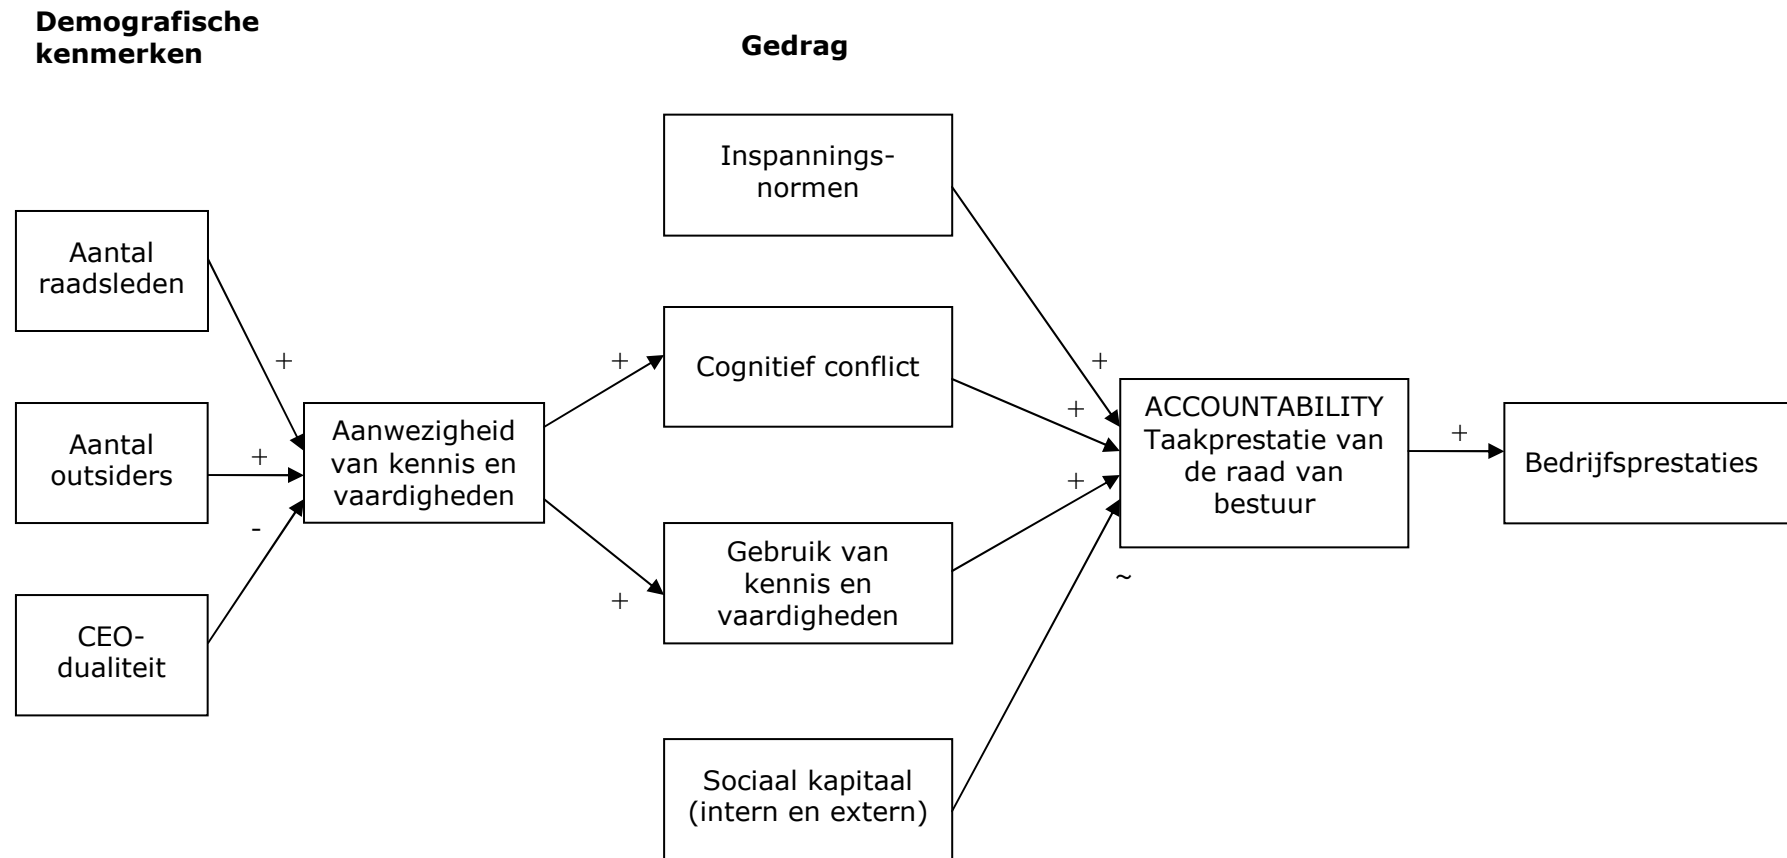 Demografische
kenmerken
Gedrag
Inspannings-
normen
Aantal
raadsleden
+
Cognitief conflict
+
+
+
Aantal
outsiders
+
-
Aanwezigheid
van kennis en
vaardigheden
ACCOUNTABILITY
Taakprestatie van
de raad van
bestuur
+
Bedrijfsprestaties
+
Gebruik van
kennis en
vaardigheden
+
~
CEO-
dualiteit
Sociaal kapitaal
(intern en extern)